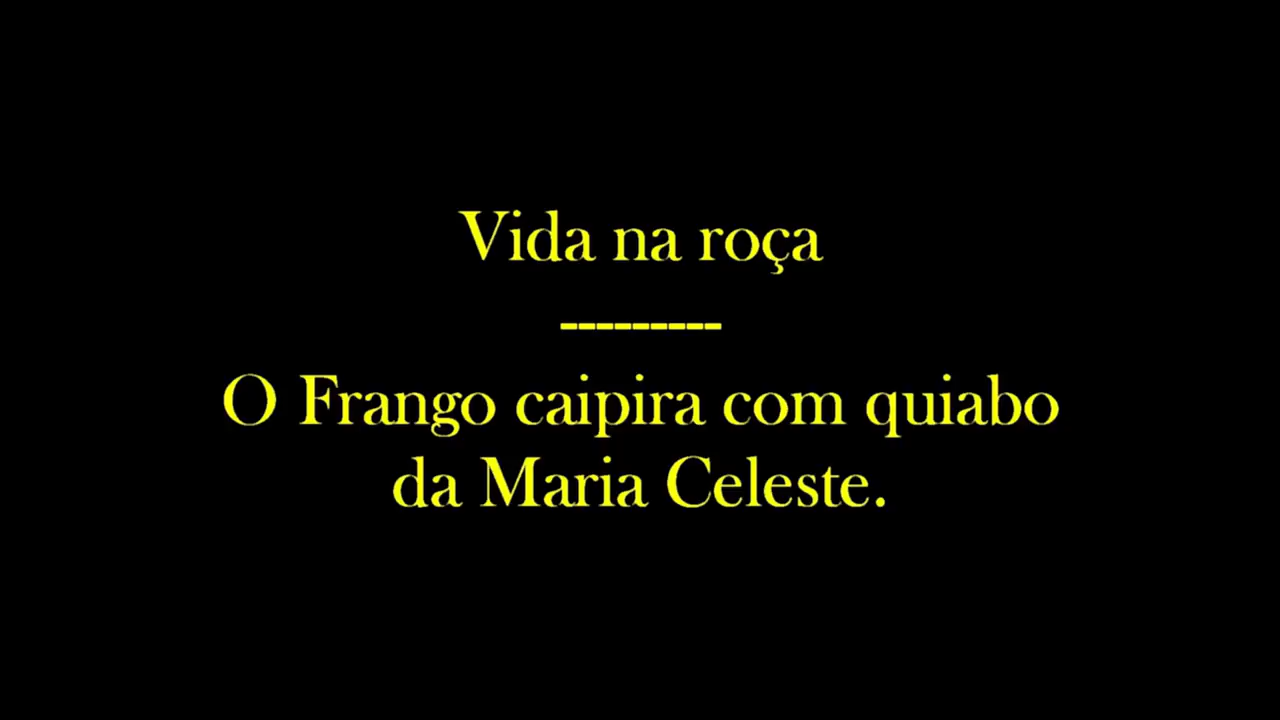 Vida na roça
---------
O Frango caipira com quiabo
da Maria Celeste.